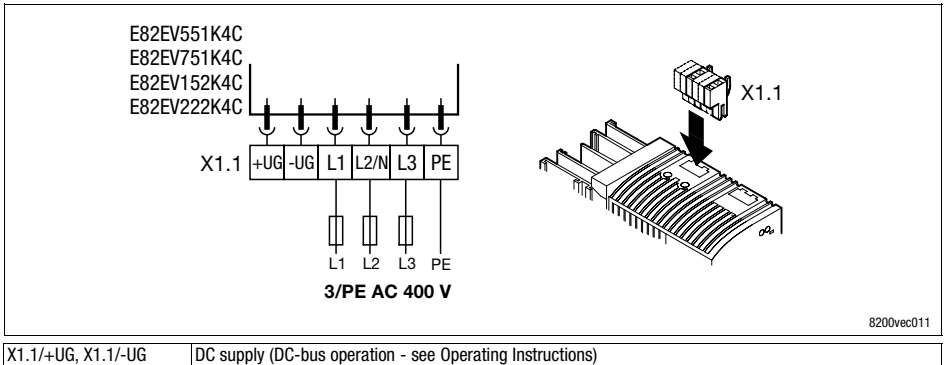 E82EV551K4C
E82EV751K4C
E82EV152K4C
E82EV222K4C
X1.1
X1.1 +UG -UG L1 L2/N L3 PE
L1 L2 L3 PE
3/PE AC 400 V
8200vec011
X1.1/+UG, X1.1/-UG DC supply (DC-bus operation - see Operating Instructions)